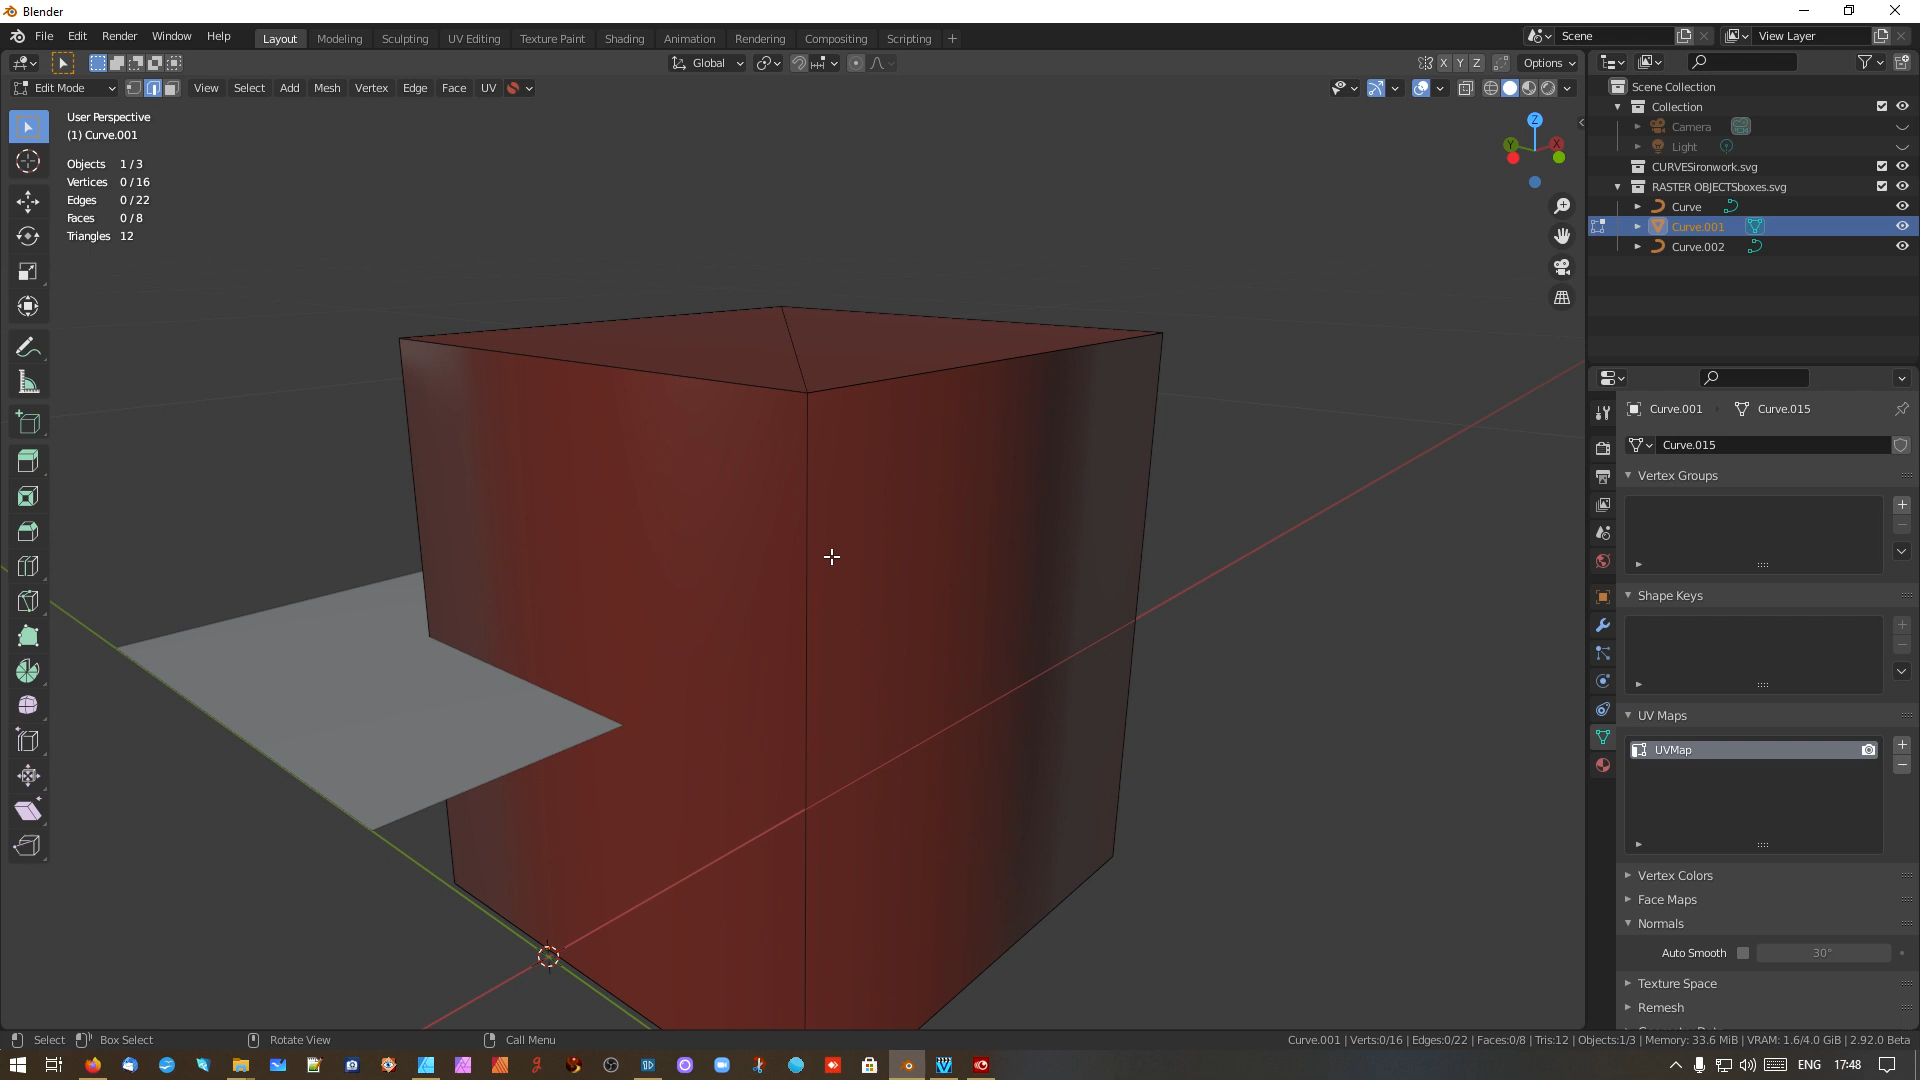 Blender
File Edit Render Window Help
Layout Modeling Sculpting UV Editing Texture Paint Shading Animation Rendering Compositing Scripting +
Scene
View Layer
Global
X Y Z
Options
Edit Mode
View Select Add Mesh Vertex Edge Face UV
User Perspective
(1) Curve.001
Objects 1/3
Vertices 0/16
Edges 0/22
Faces 0/8
Triangles 12
Z
Y
X
Scene Collection
Collection
Camera
Light
CURVESironwork.svg
RASTER OBJECTSboxes.svg
Curve
Curve.001
Curve.002
Curve.001 Curve.015
Curve.015
Vertex Groups
Shape Keys
UV Maps
UVMap
Vertex Colors
Face Maps
Normals
Auto Smooth 30°
Texture Space
Remesh
Select Box Select Rotate View Call Menu
Curve.001 | Verts:0/16 | Edges:0/22 | Faces:0/8 | Tris:12 | Objects:1/3 | Memory: 33.6 MiB | VRAM: 1.6/4.0 GiB | 2.92.0 Beta
ENG 17:48